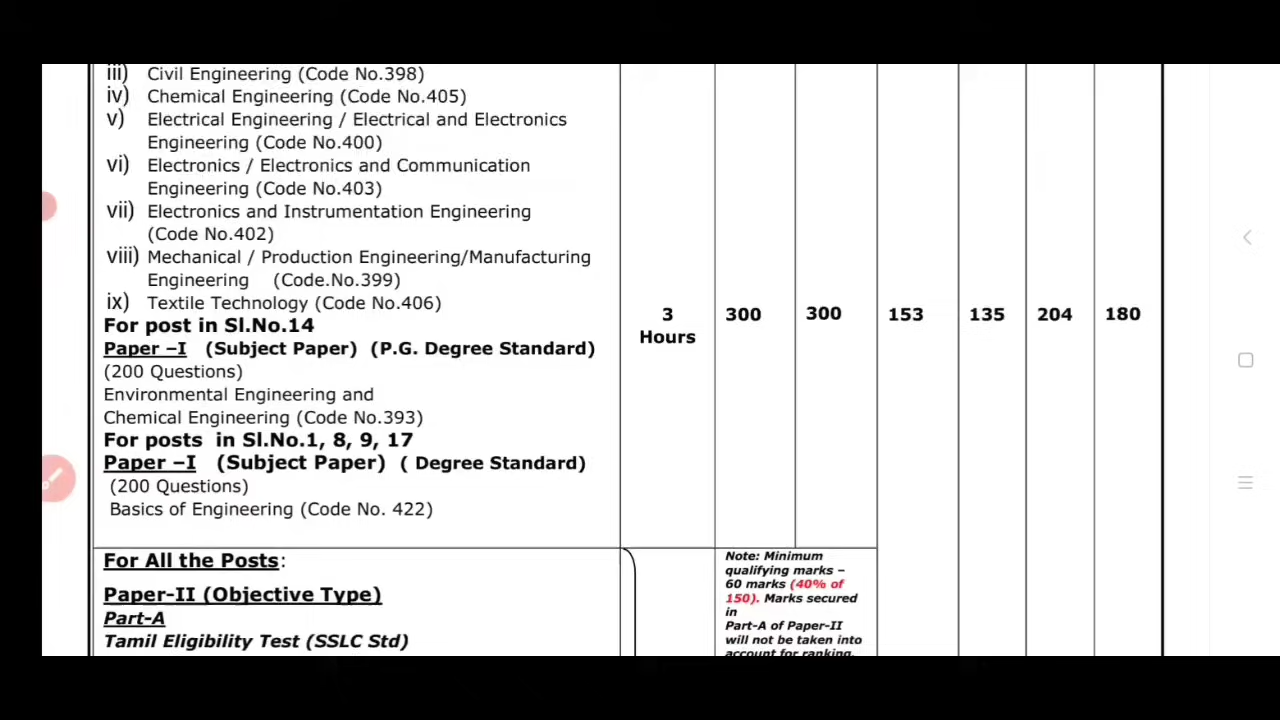 iii) Civil Engineering (Code No.398)
iv) Chemical Engineering (Code No.405)
v) Electrical Engineering / Electrical and Electronics
Engineering (Code No.400)
vi) Electronics / Electronics and Communication
Engineering (Code No.403)
vii) Electronics and Instrumentation Engineering
(Code No.402)
viii) Mechanical / Production Engineering/Manufacturing
Engineering (Code.No.399)
ix) Textile Technology (Code No.406)
For post in Sl.No.14
Paper –I (Subject Paper) (P.G. Degree Standard)
(200 Questions)
Environmental Engineering and
Chemical Engineering (Code No.393)
For posts in Sl.No.1, 8, 9, 17
Paper –I (Subject Paper) ( Degree Standard)
(200 Questions)
Basics of Engineering (Code No. 422)
3
Hours
300
300
153
135
204
180
For All the Posts:
Paper-II (Objective Type)
Part-A
Tamil Eligibility Test (SSLC Std)
Note: Minimum
qualifying marks –
60 marks (40% of
150). Marks secured
in
Part-A of Paper-II
will not be taken into
account for ranking.